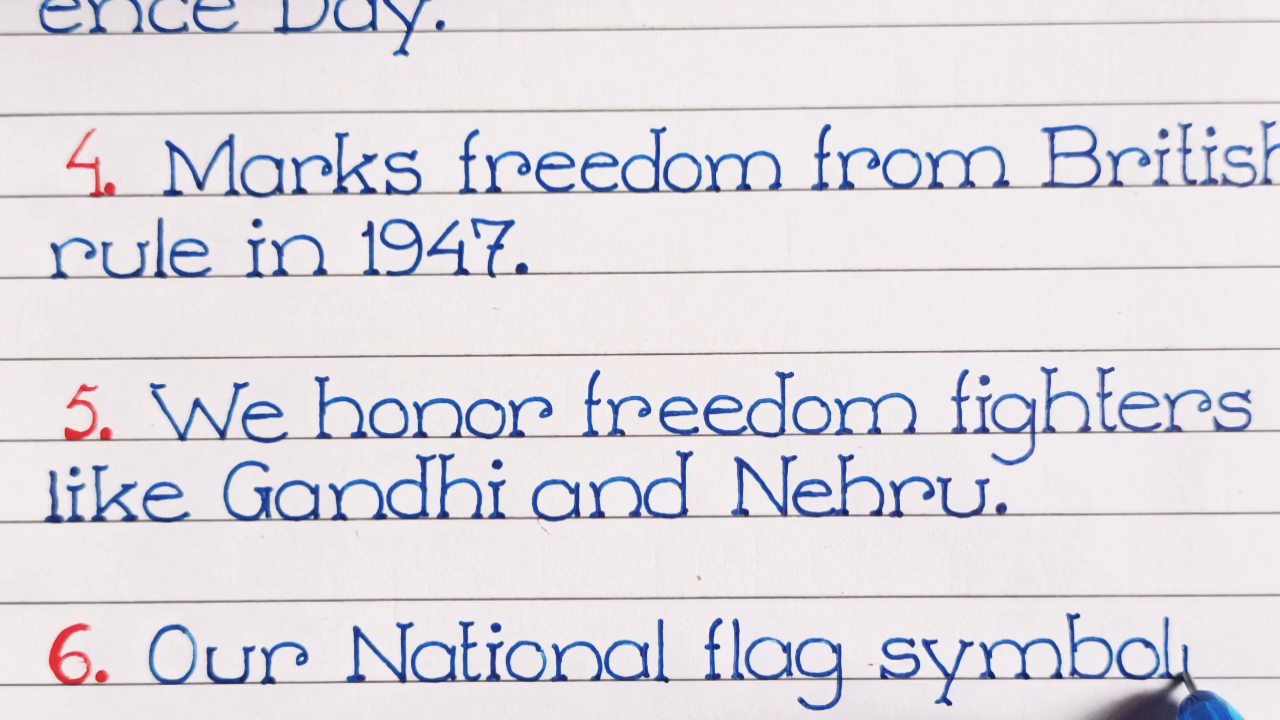 ence Day.
4. Marks freedom from British
rule in 1947.
5. We honor freedom fighters
like Gandhi and Nehru.
6. Our National flag symboli